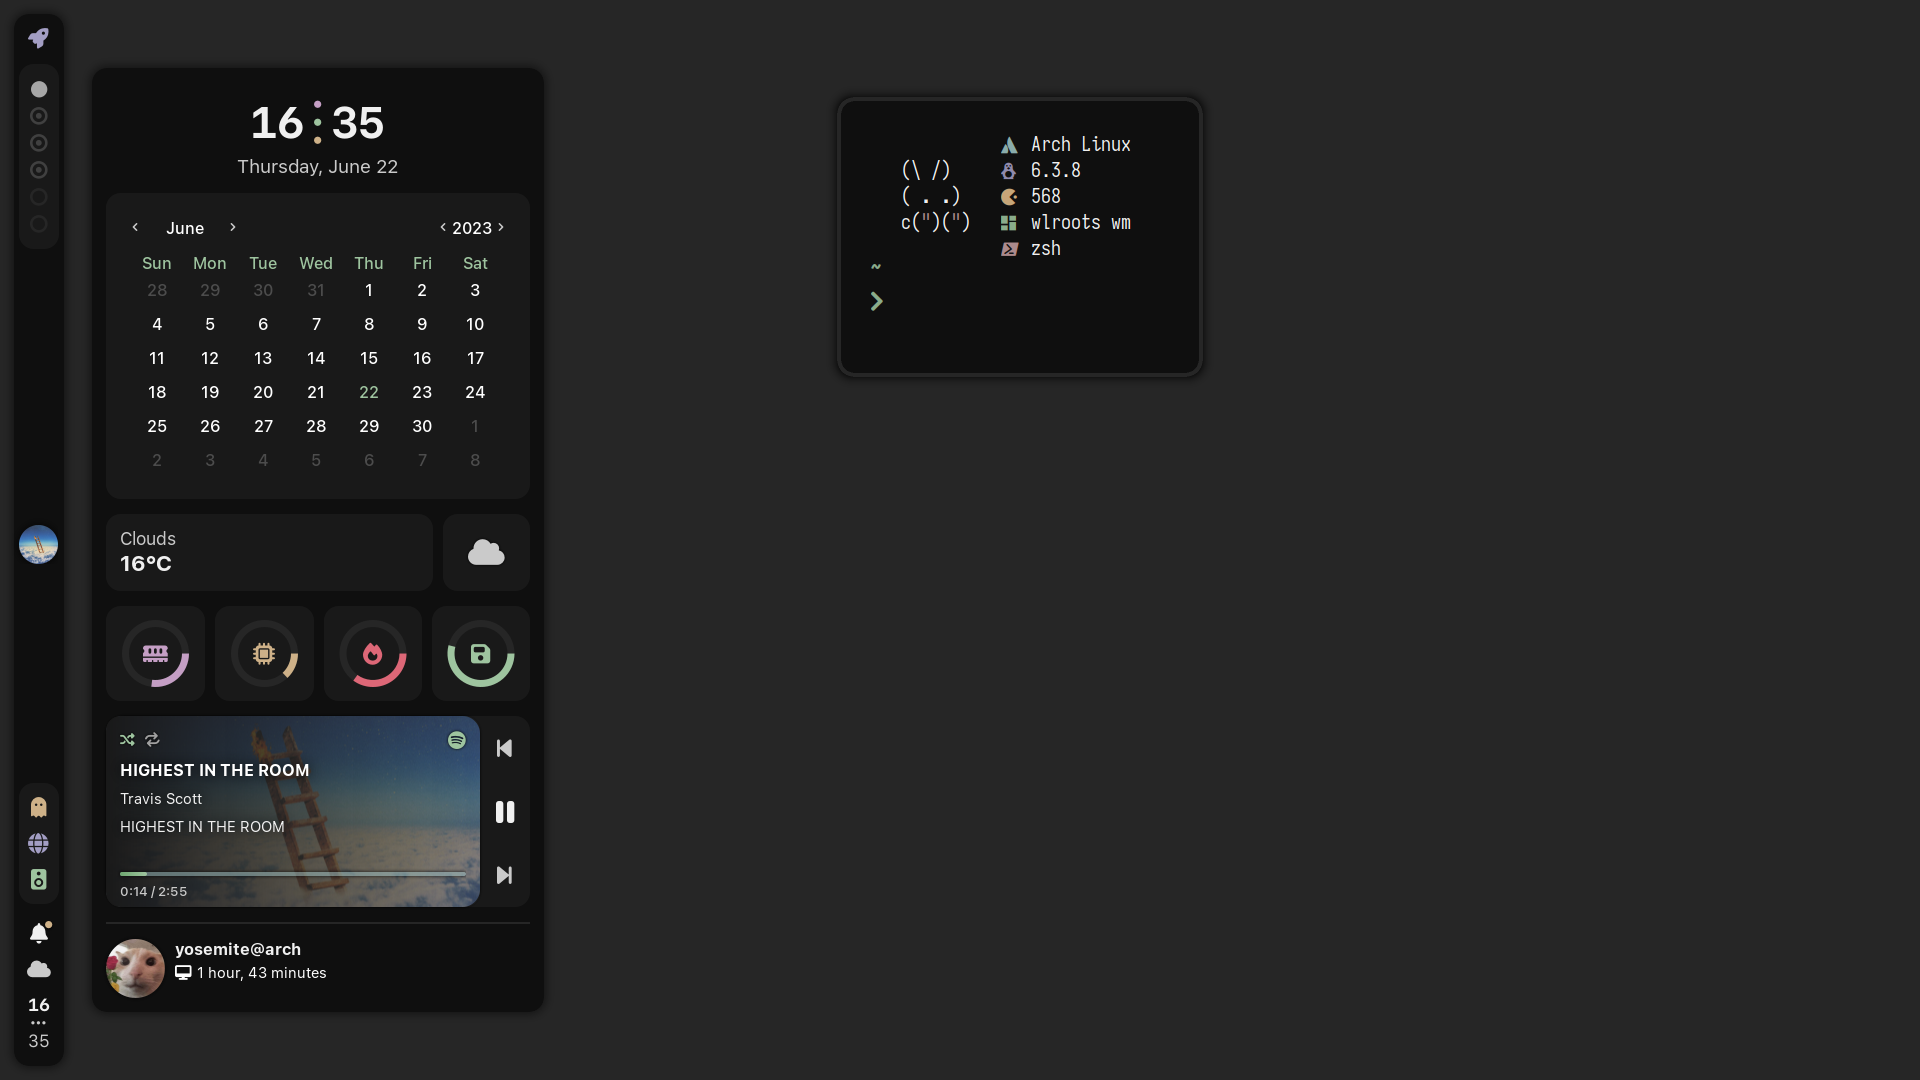 16:35
Thursday, June 22
‹ June › ‹ 2023 ›
Sun Mon Tue Wed Thu Fri Sat
28 29 30 31 1 2 3
4 5 6 7 8 9 10
11 12 13 14 15 16 17
18 19 20 21 22 23 24
25 26 27 28 29 30 1
2 3 4 5 6 7 8
Clouds
16°C
HIGHEST IN THE ROOM
Travis Scott
HIGHEST IN THE ROOM
0:14 / 2:55
yosemite@arch
1 hour, 43 minutes
16
35
Arch Linux
(\ /) 6.3.8
( . .) 568
c(")(") wlroots wm
zsh
~
❯